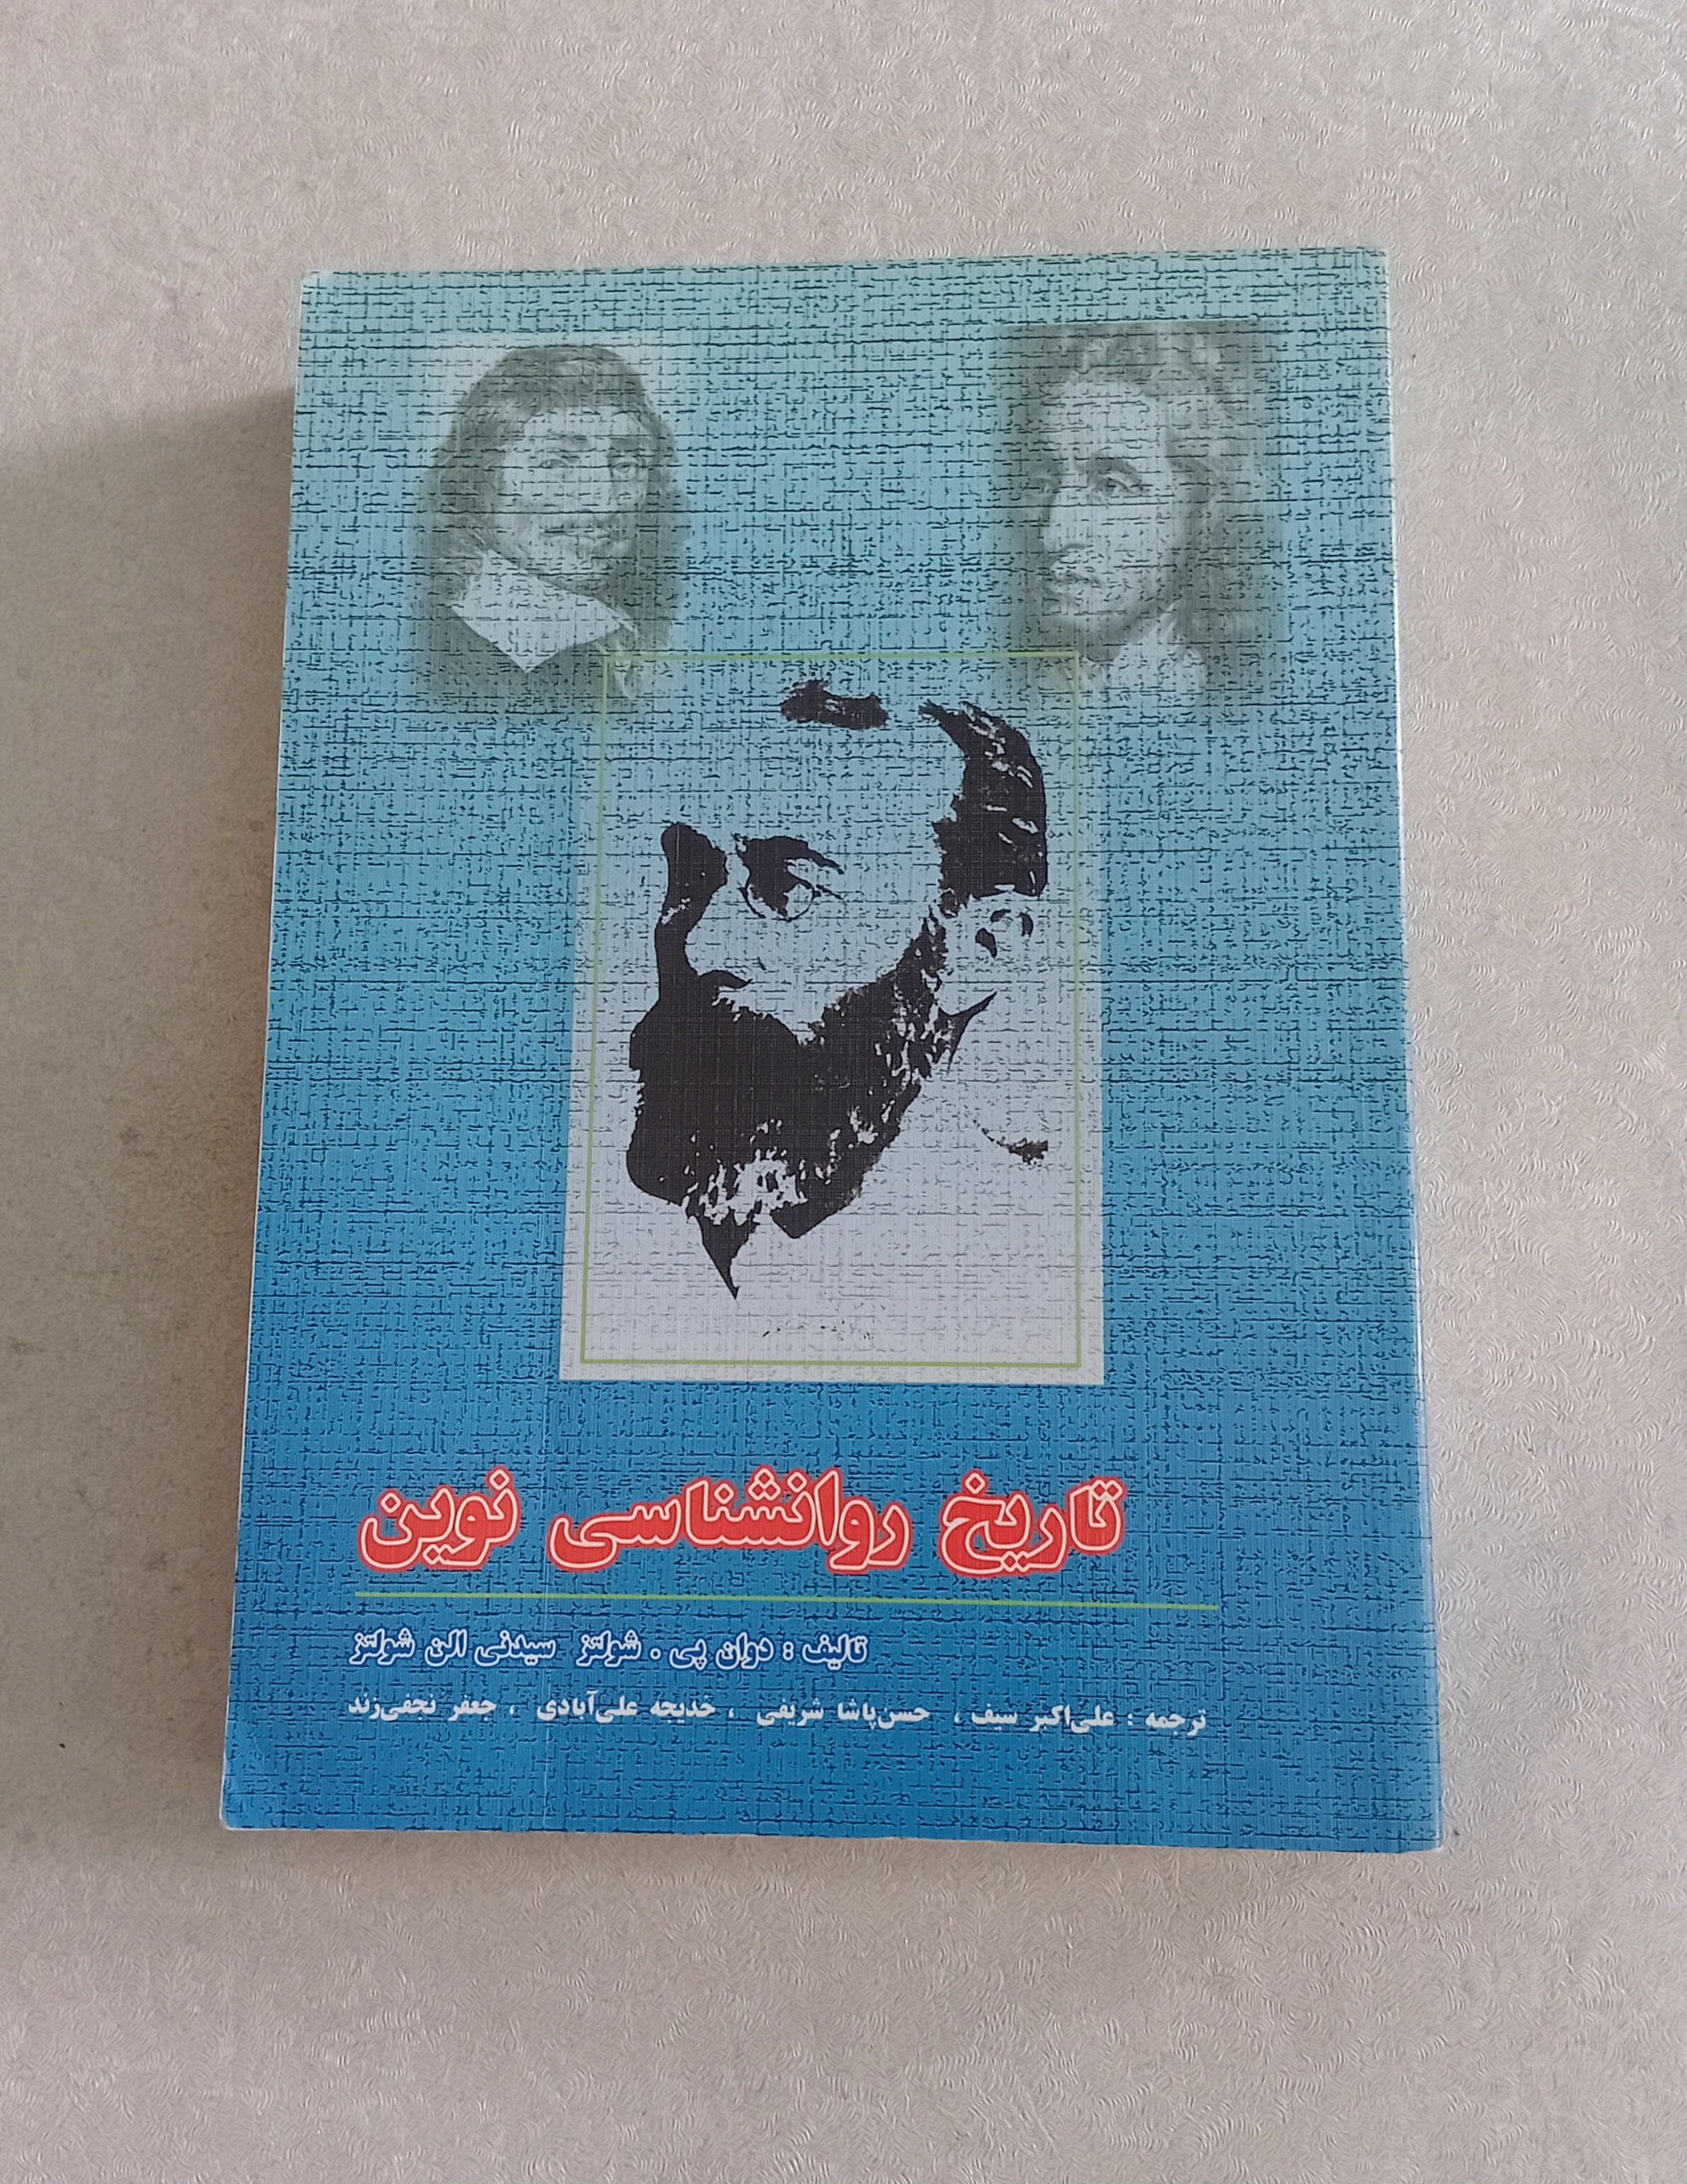 تاریخ روانشناسی نوین
تالیف : دوان پی . شولتز سیدنی الن شولتز
ترجمه : علی‌اکبر سیف ، حسن‌پاشا شریفی ، خدیجه علی‌آبادی ، جعفر نجفی‌زند